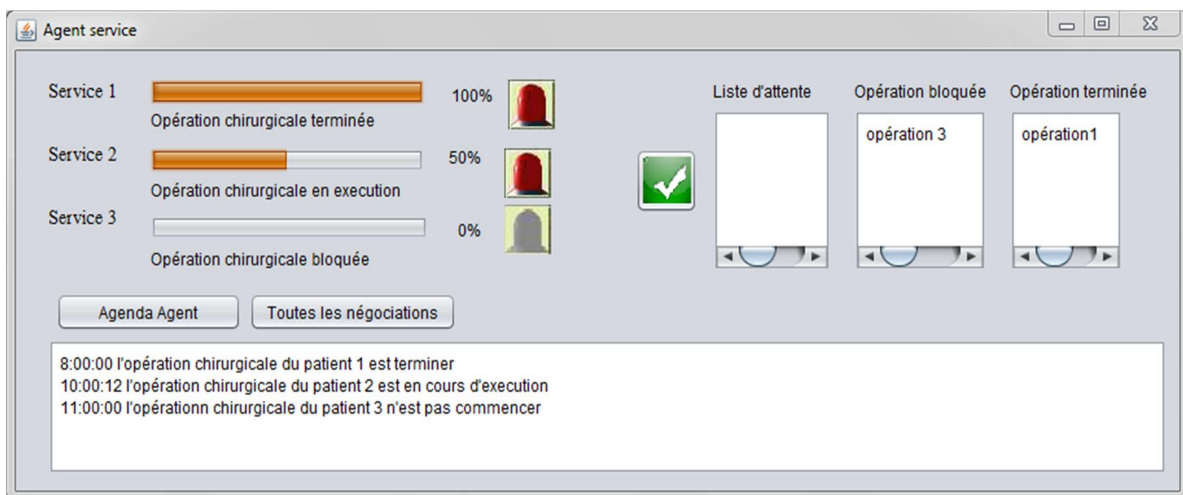 Agent service
Service 1
100%
Opération chirurgicale terminée
Service 2
50%
Opération chirurgicale en execution
Service 3
0%
Opération chirurgicale bloquée
Liste d'attente
Opération bloquée
opération 3
Opération terminée
opération1
Agenda Agent
Toutes les négociations
8:00:00 l'opération chirurgicale du patient 1 est terminer
10:00:12 l'opération chirurgicale du patient 2 est en cours d'execution
11:00:00 l'opérationn chirurgicale du patient 3 n'est pas commencer